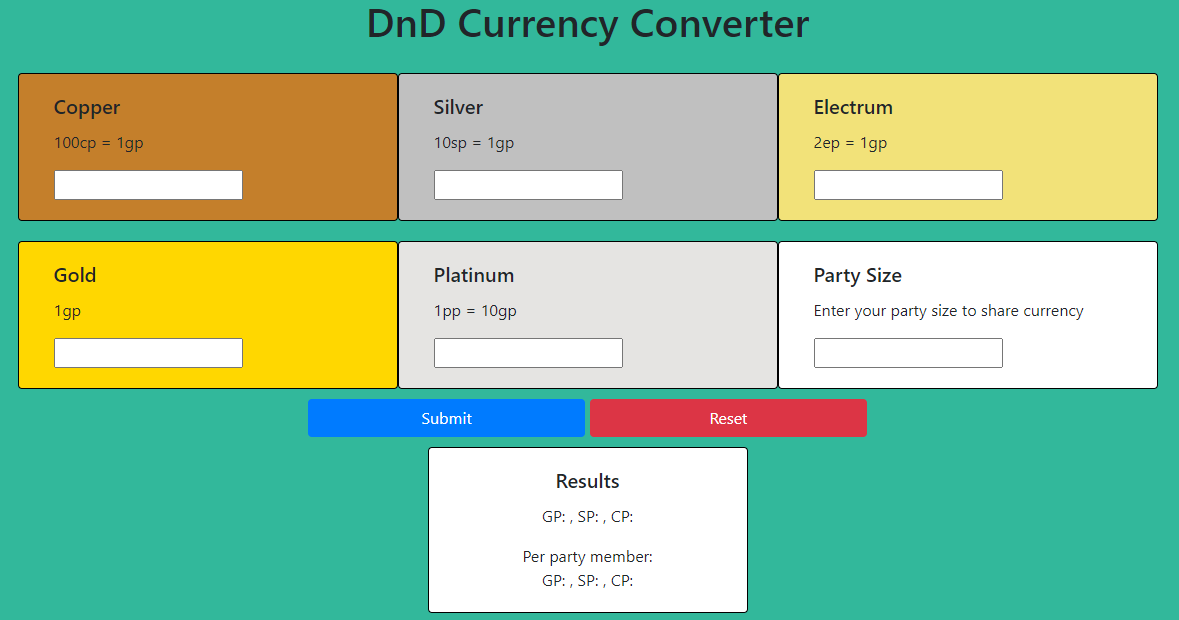 DnD Currency Converter
Copper
100cp = 1gp
Silver
10sp = 1gp
Electrum
2ep = 1gp
Gold
1gp
Platinum
1pp = 10gp
Party Size
Enter your party size to share currency
Submit
Reset
Results
GP: , SP: , CP:
Per party member:
GP: , SP: , CP: